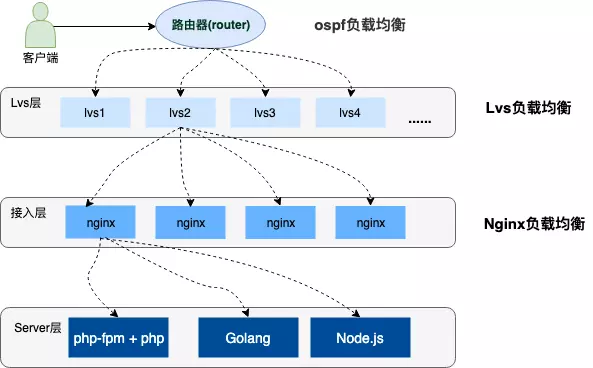 路由器(router)
ospf负载均衡
客户端
Lvs层
lvs1
lvs2
lvs3
lvs4
......
Lvs负载均衡
接入层
nginx
nginx
nginx
nginx
Nginx负载均衡
Server层
php-fpm + php
Golang
Node.js